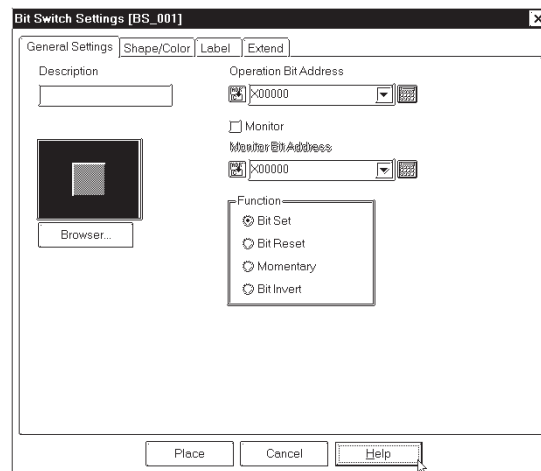 Bit Switch Settings [BS_001]
General Settings Shape/Color Label Extend
Description
Operation Bit Address
X00000
Monitor
Monitor Bit Address
X00000
Browser...
Function
Bit Set
Bit Reset
Momentary
Bit Invert
Place Cancel Help